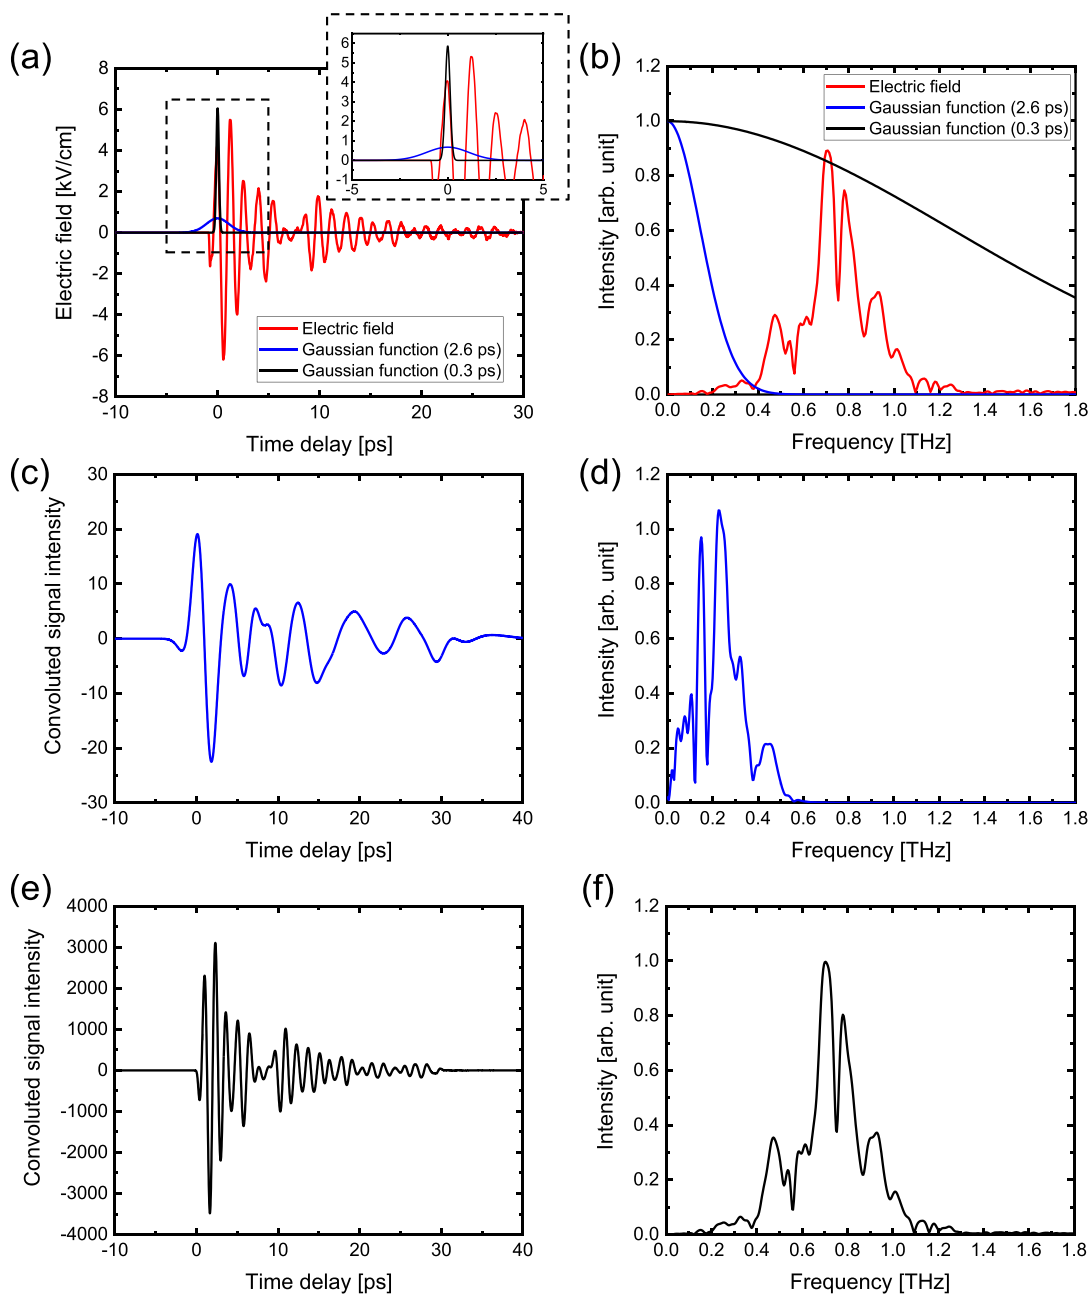 (a)
8
6
4
2
0
-2
-4
-6
-8
-10
0
10
20
30
Electric field [kV/cm]
Time delay [ps]
Electric field
Gaussian function (2.6 ps)
Gaussian function (0.3 ps)
6
5
4
3
2
1
0
-1
-5
0
5
(b)
1.2
1.0
0.8
0.6
0.4
0.2
0.0
0.0 0.2 0.4 0.6 0.8 1.0 1.2 1.4 1.6 1.8
Intensity [arb. unit]
Frequency [THz]
Electric field
Gaussian function (2.6 ps)
Gaussian function (0.3 ps)
(c)
30
20
10
0
-10
-20
-30
-10 0 10 20 30 40
Convoluted signal intensity
Time delay [ps]
(d)
1.2
1.0
0.8
0.6
0.4
0.2
0.0
0.0 0.2 0.4 0.6 0.8 1.0 1.2 1.4 1.6 1.8
Intensity [arb. unit]
Frequency [THz]
(e)
4000
3000
2000
1000
0
-1000
-2000
-3000
-4000
-10 0 10 20 30 40
Convoluted signal intensity
Time delay [ps]
(f)
1.2
1.0
0.8
0.6
0.4
0.2
0.0
0.0 0.2 0.4 0.6 0.8 1.0 1.2 1.4 1.6 1.8
Intensity [arb. unit]
Frequency [THz]